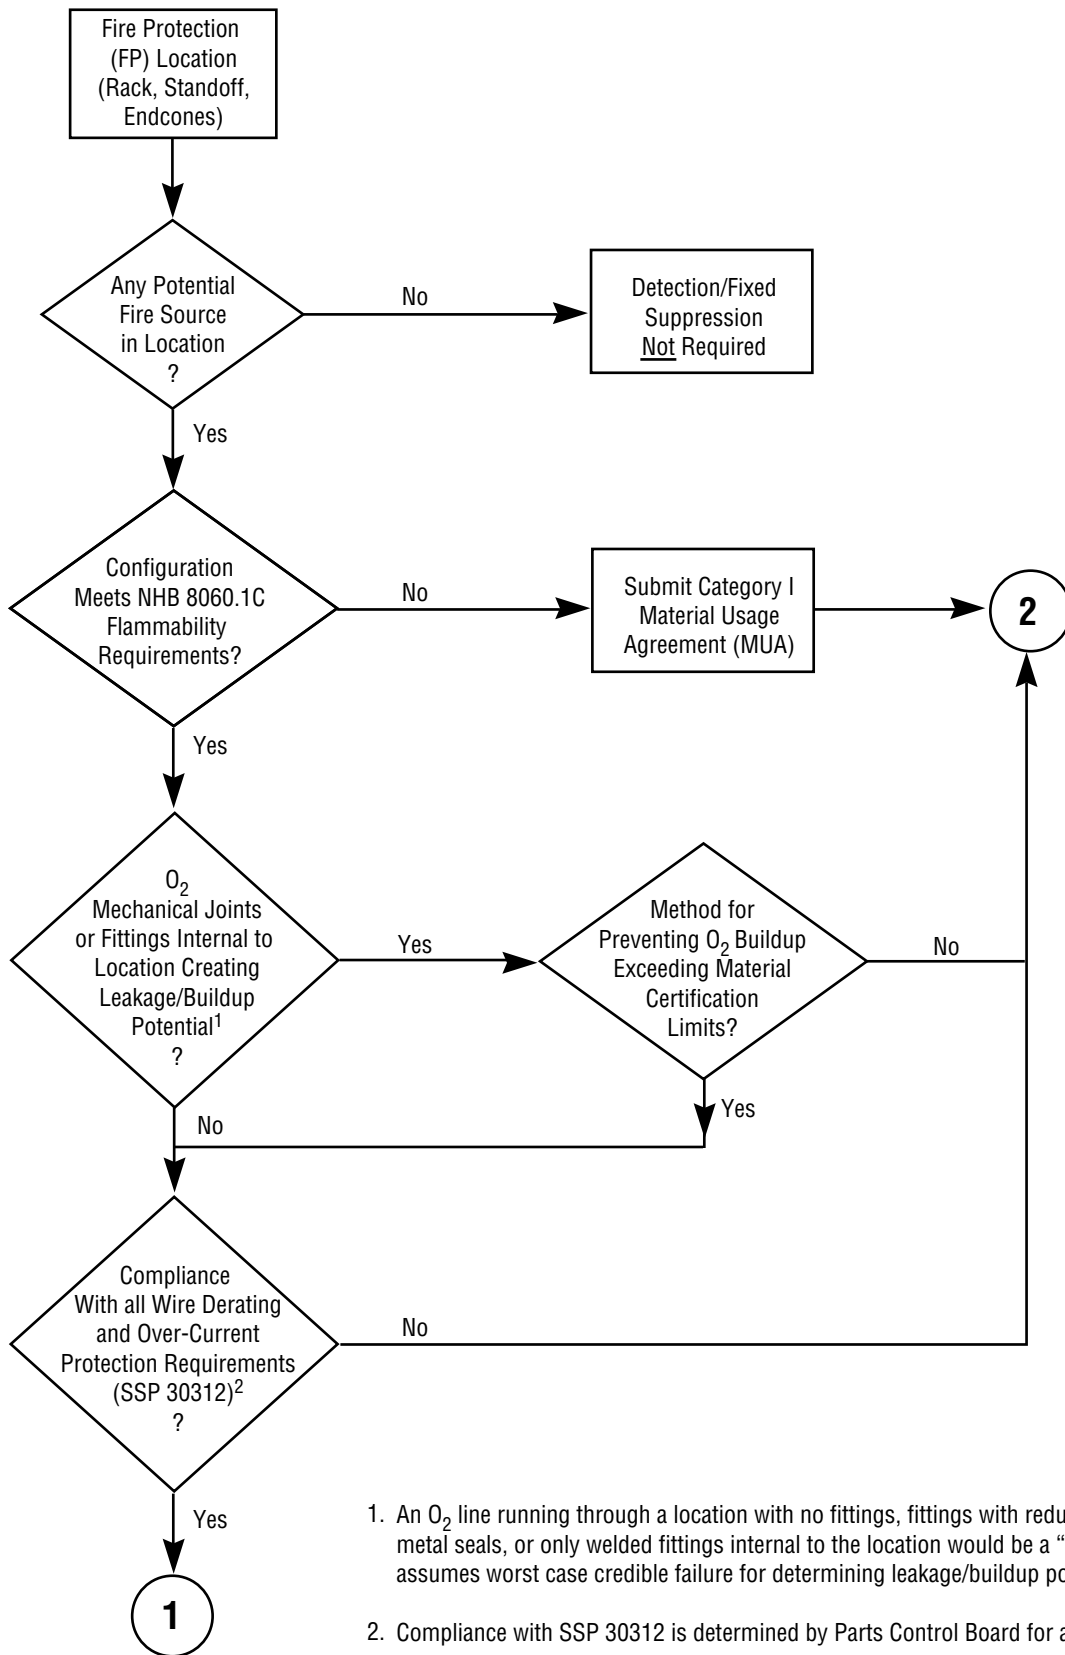 Fire Protection
(FP) Location
(Rack, Standoff,
Endcones)
Any Potential
Fire Source
in Location
?
No
Detection/Fixed
Suppression
Not Required
Yes
Configuration
Meets NHB 8060.1C
Flammability
Requirements?
No
Submit Category I
Material Usage
Agreement (MUA)
2
Yes
O2
Mechanical Joints
or Fittings Internal to
Location Creating
Leakage/Buildup
Potential1
?
Yes
Method for
Preventing O2 Buildup
Exceeding Material
Certification
Limits?
No
Yes
No
Compliance
With all Wire Derating
and Over-Current
Protection Requirements
(SSP 30312)2
?
No
Yes
1
1. An O2 line running through a location with no fittings, fittings with
metal seals, or only welded fittings internal to the location would be a “
assumes worst case credible failure for determining leakage/buildup
2. Compliance with SSP 30312 is determined by Parts Control Board for